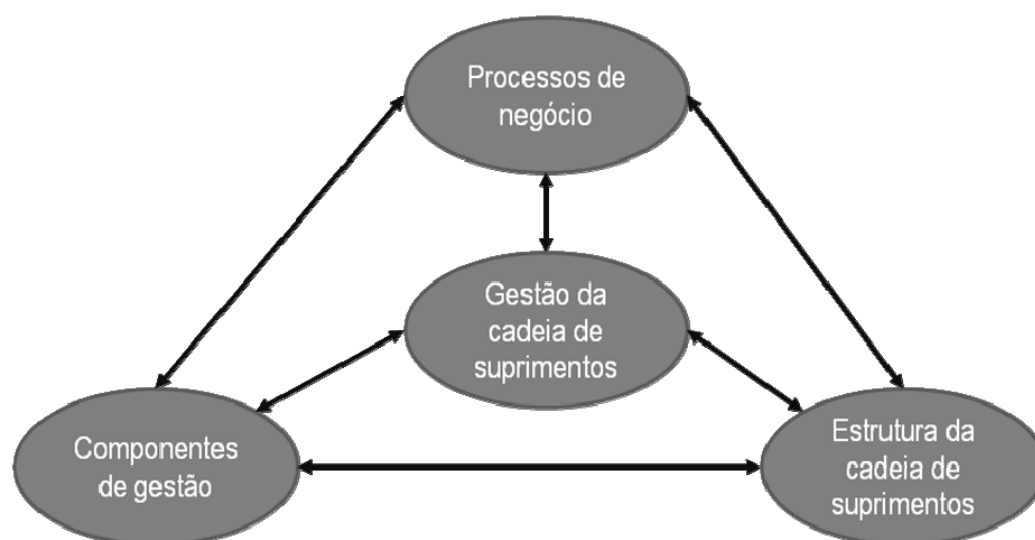 Processos de
negócio
Gestão da
cadeia de
suprimentos
Componentes
de gestão
Estrutura da
cadeia de
suprimentos